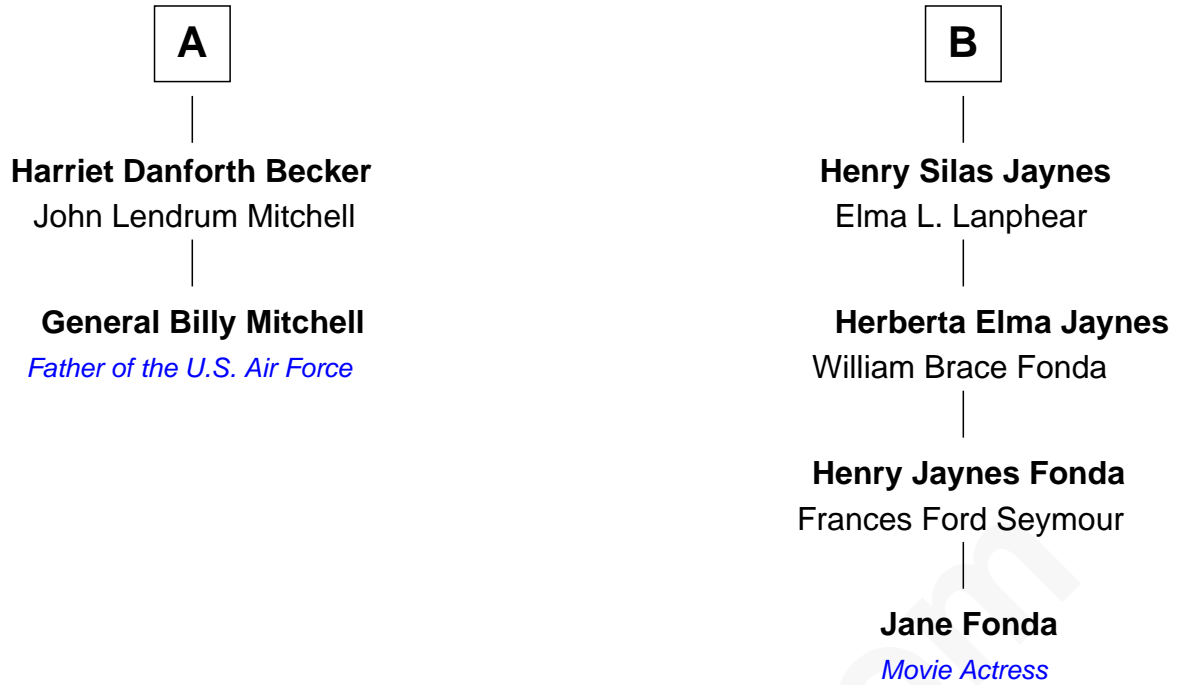 A
Harriet Danforth Becker
John Lendrum Mitchell
General Billy Mitchell
Father of the U.S. Air Force
B
Henry Silas Jaynes
Elma L. Lanphear
Herberta Elma Jaynes
William Brace Fonda
Henry Jaynes Fonda
Frances Ford Seymour
Jane Fonda
Movie Actress